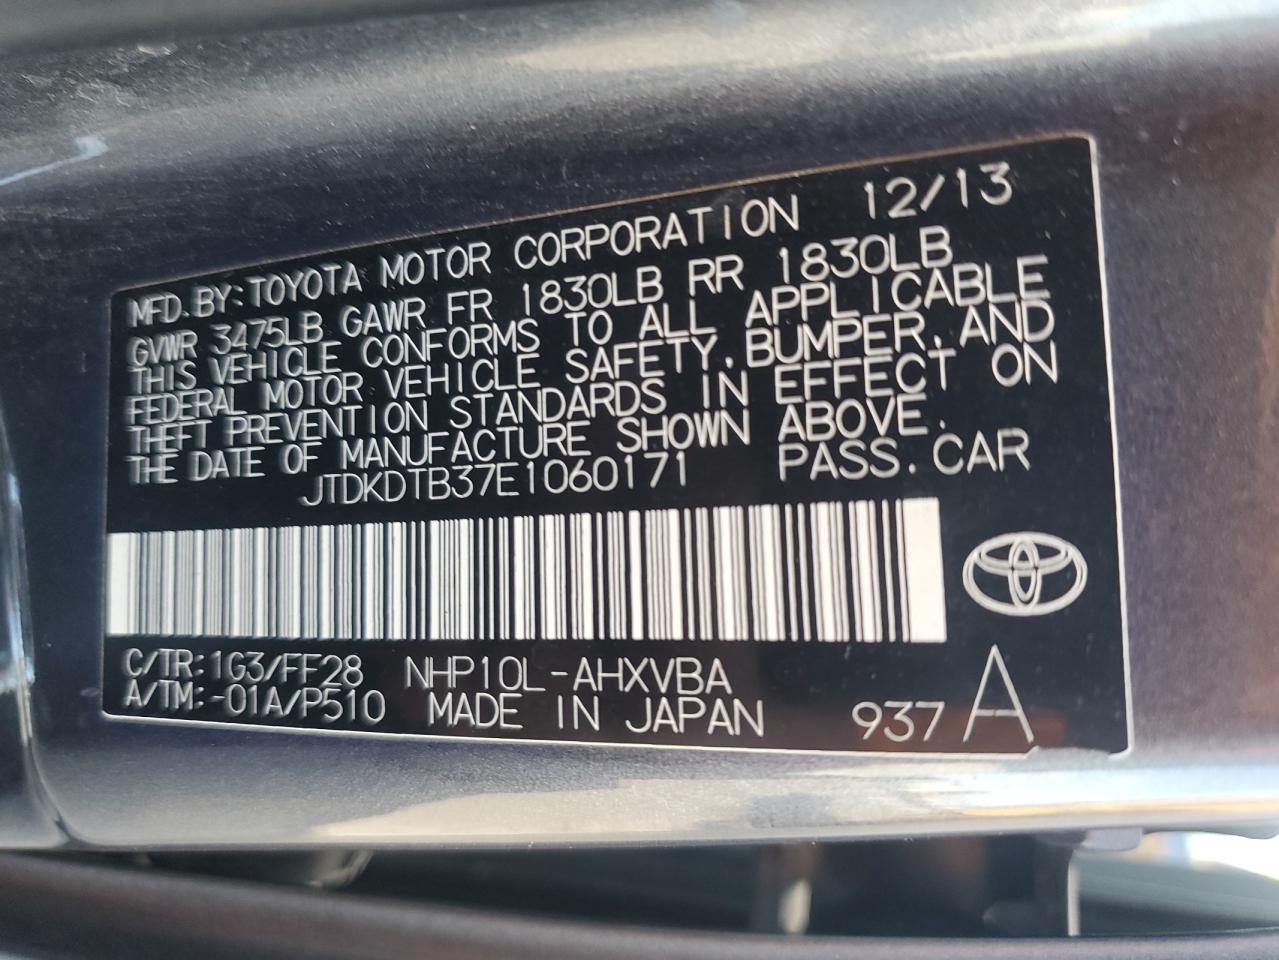 MFD. BY: TOYOTA MOTOR CORPORATION 12/13
GVWR 3475LB GAWR FR 1830LB RR 1830LB
THIS VEHICLE CONFORMS TO ALL APPLICABLE
FEDERAL MOTOR VEHICLE SAFETY, BUMPER, AND
THEFT PREVENTION STANDARDS IN EFFECT ON
THE DATE OF MANUFACTURE SHOWN ABOVE.
JTDKDTB37E1060171 PASS. CAR
C/TR: 1G3/FF28 NHP10L-AHXVBA
A/TM: -01A/P510 MADE IN JAPAN 937 A